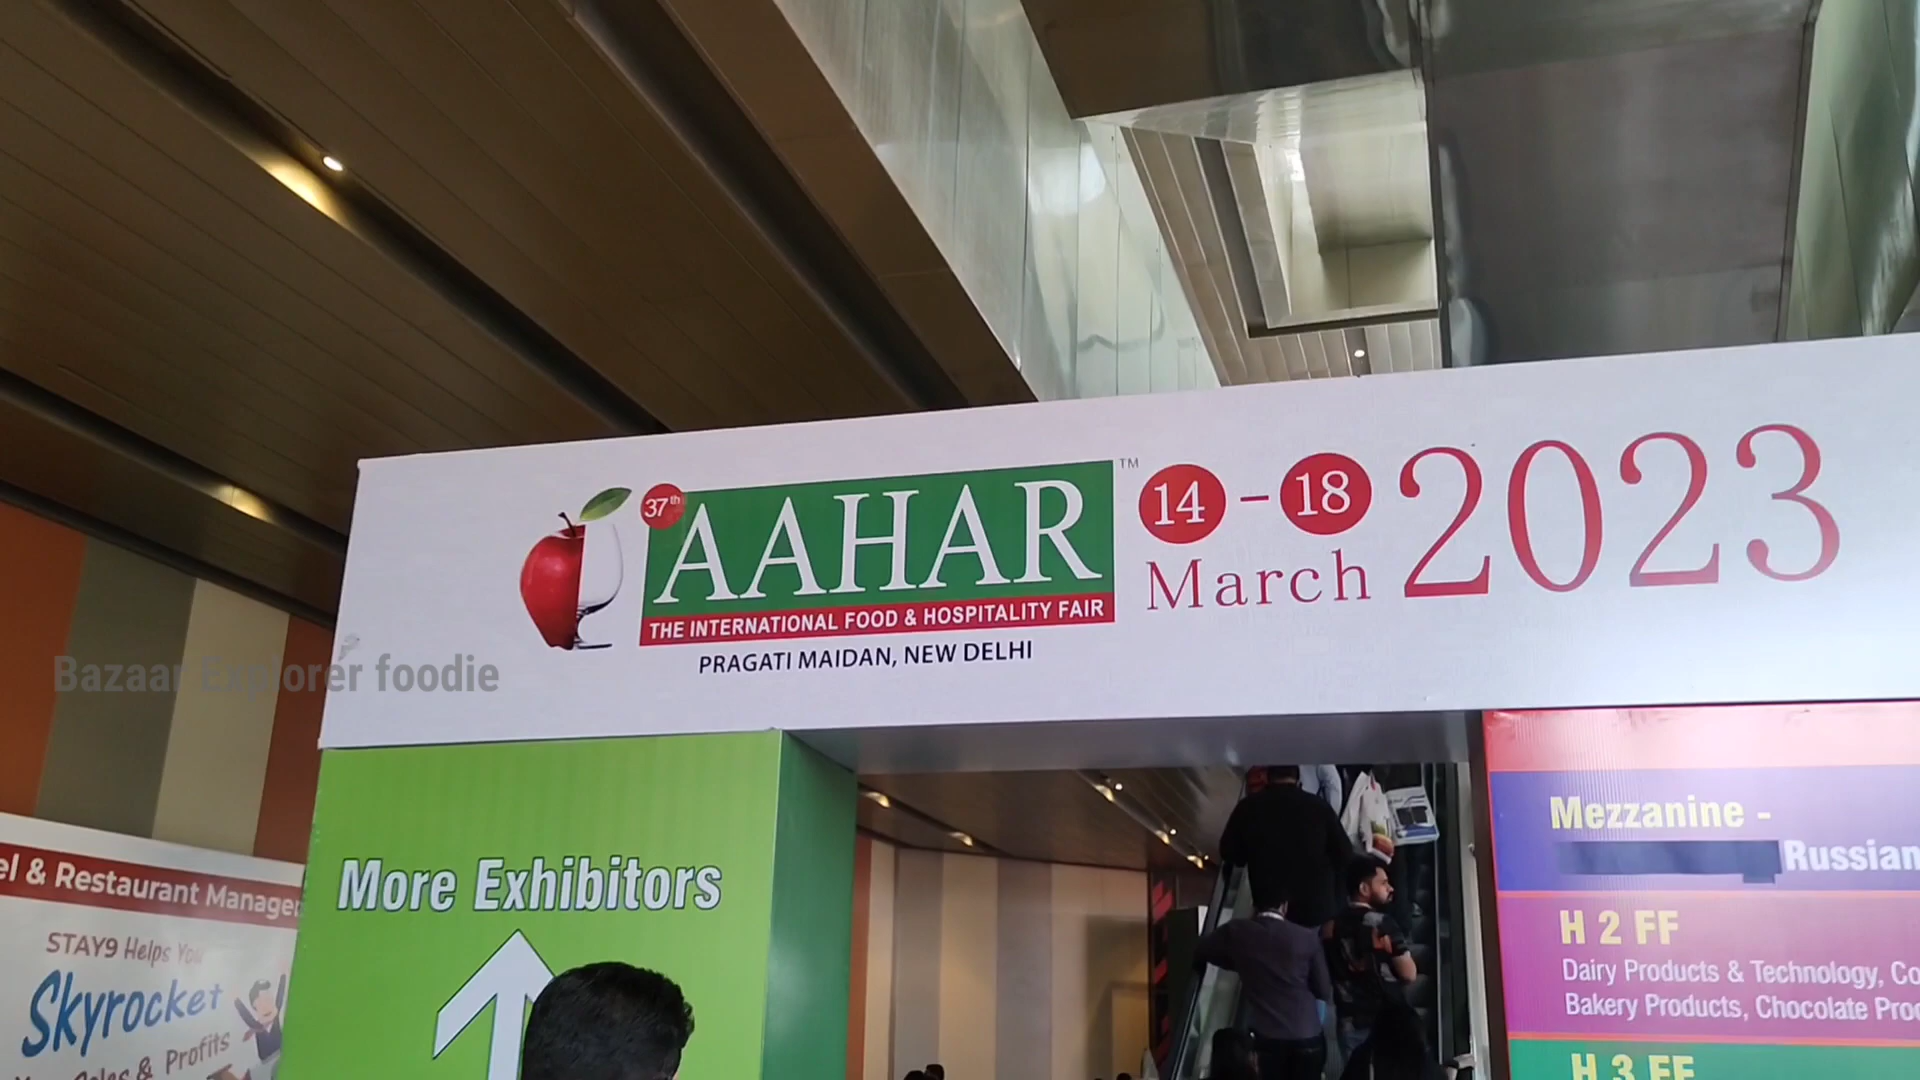 37th AAHAR TM
THE INTERNATIONAL FOOD & HOSPITALITY FAIR
PRAGATI MAIDAN, NEW DELHI
14 - 18
March
2023
Bazaar Explorer foodie
More Exhibitors
el & Restaurant Manager
STAY9 Helps You
Skyrocket
& Profits
Mezzanine -
Russian
H 2 FF
Dairy Products & Technology, Co
Bakery Products, Chocolate Pro
H 3 FF